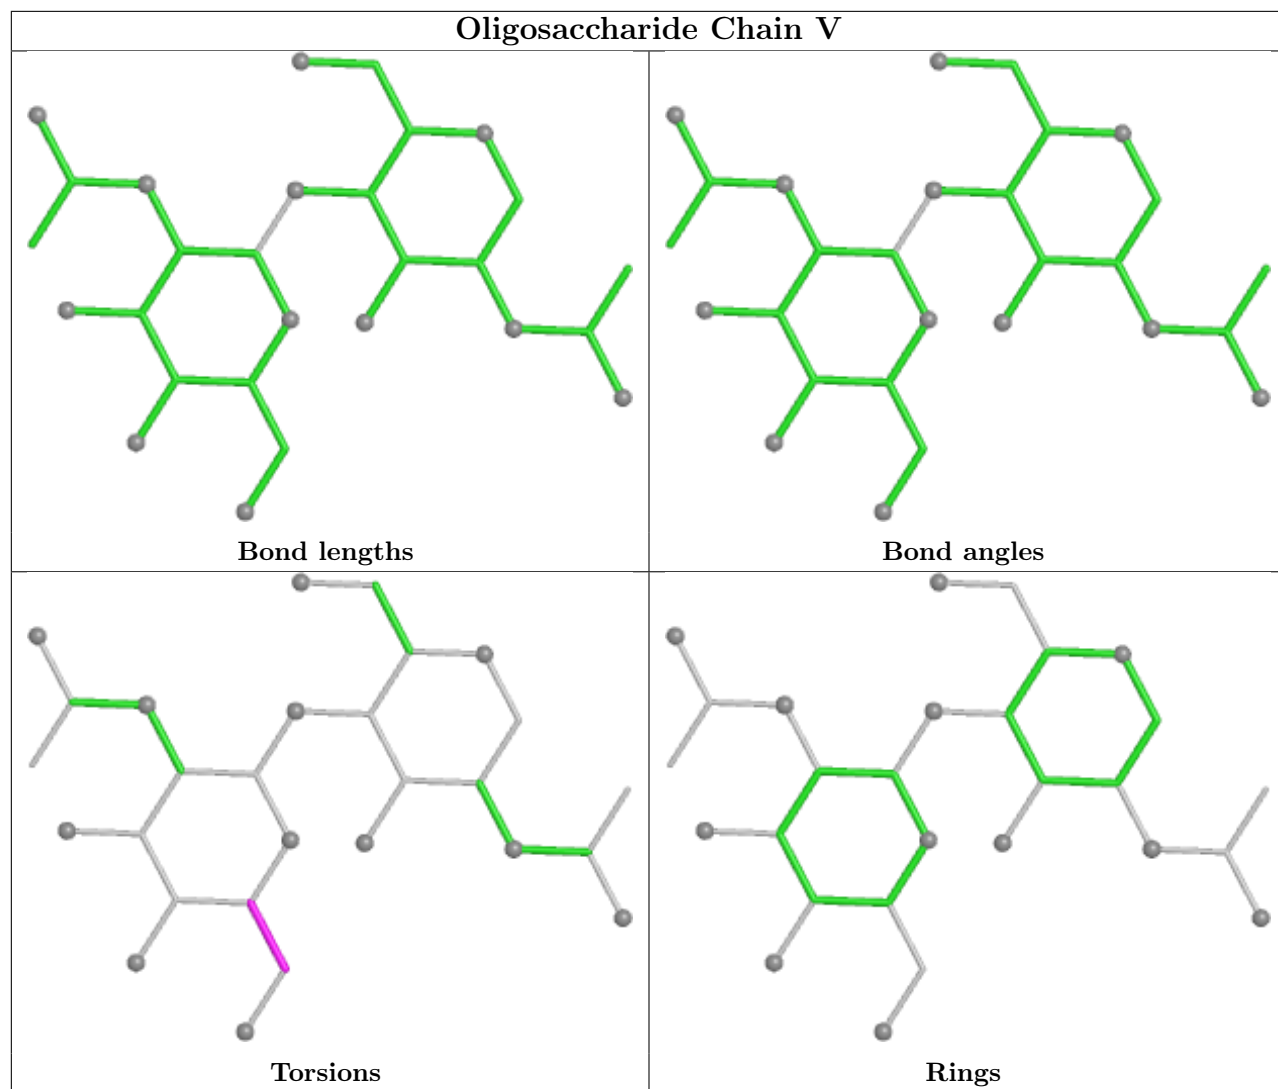 Oligosaccharide Chain V
Bond lengths
Bond angles
Torsions
Rings